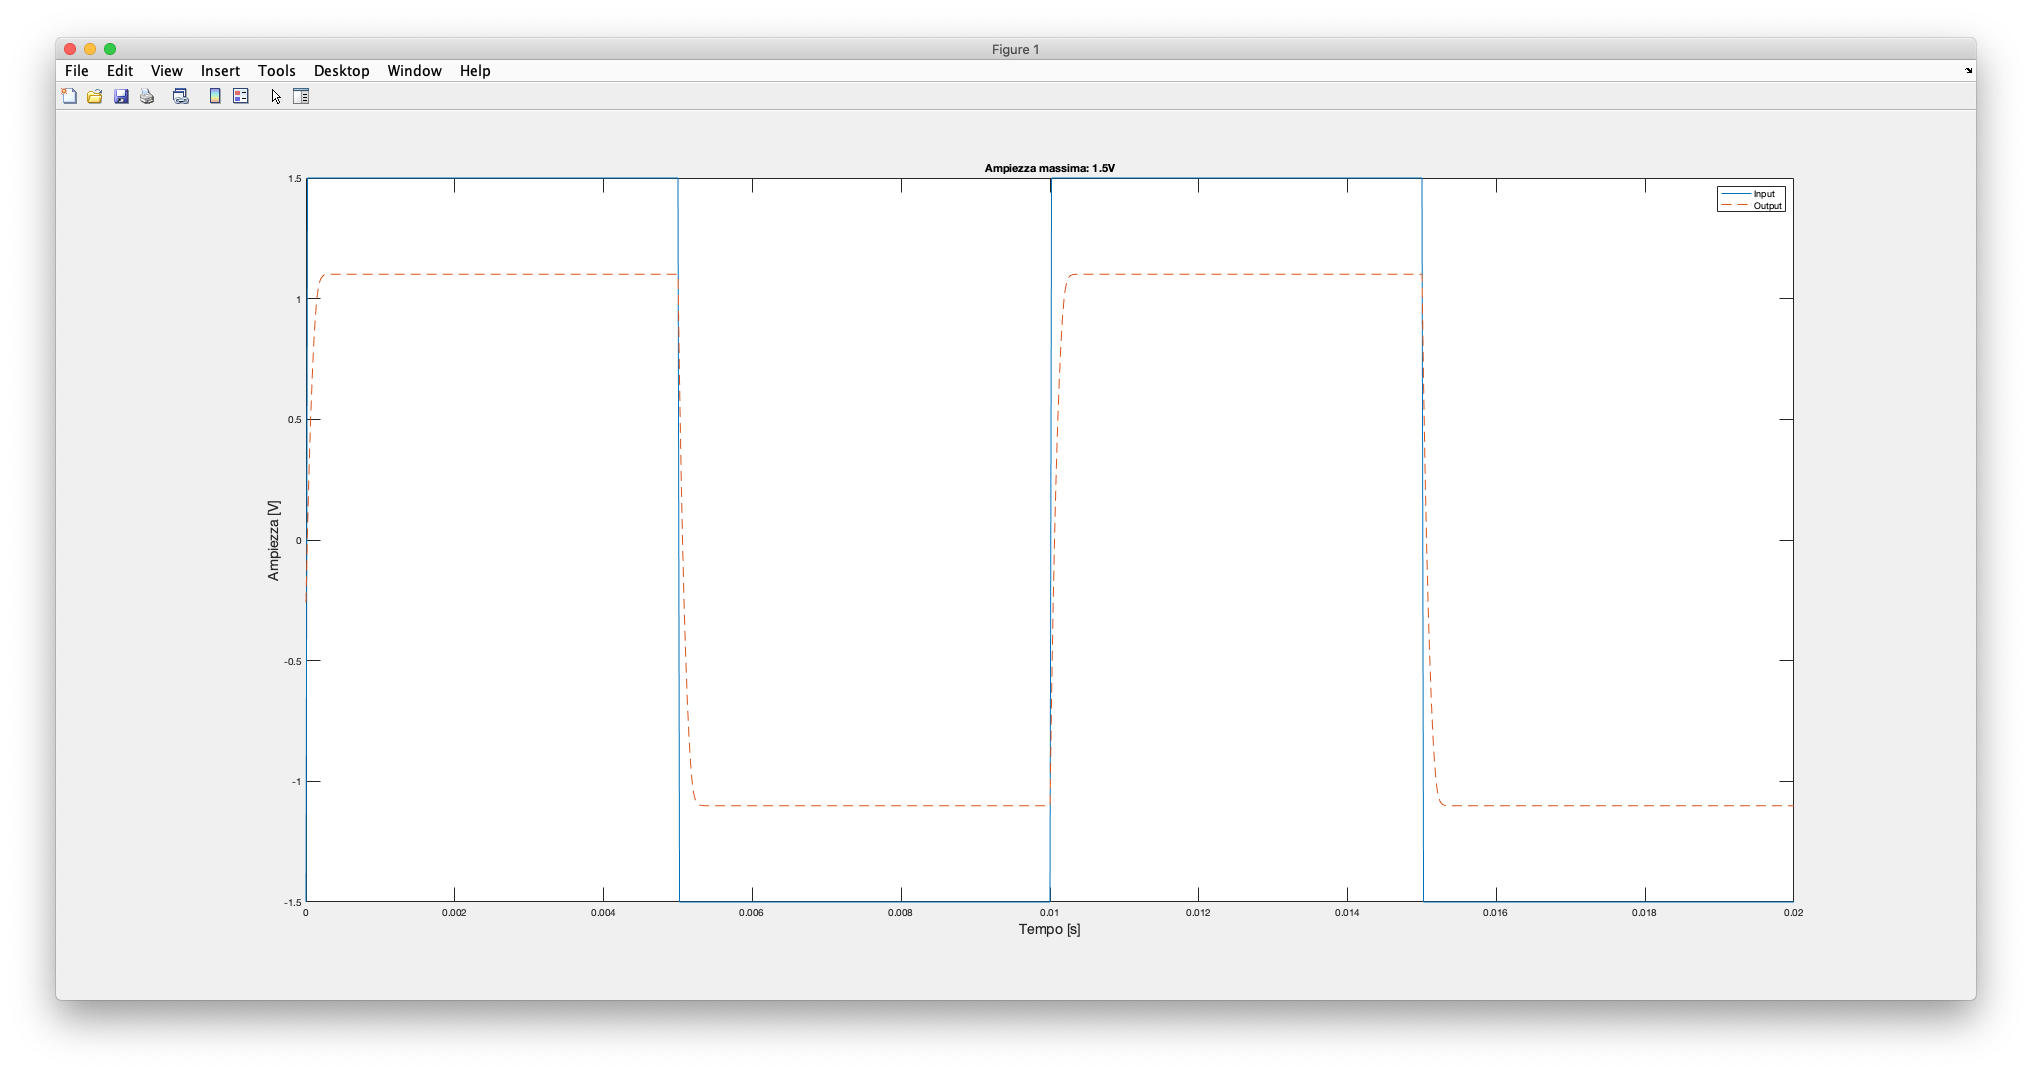 Figure 1
File Edit View Insert Tools Desktop Window Help
Ampiezza massima: 1.5V
Input
Output
1.5
1
0.5
0
-0.5
-1
-1.5
Ampiezza [V]
0 0.002 0.004 0.006 0.008 0.01 0.012 0.014 0.016 0.018 0.02
Tempo [s]